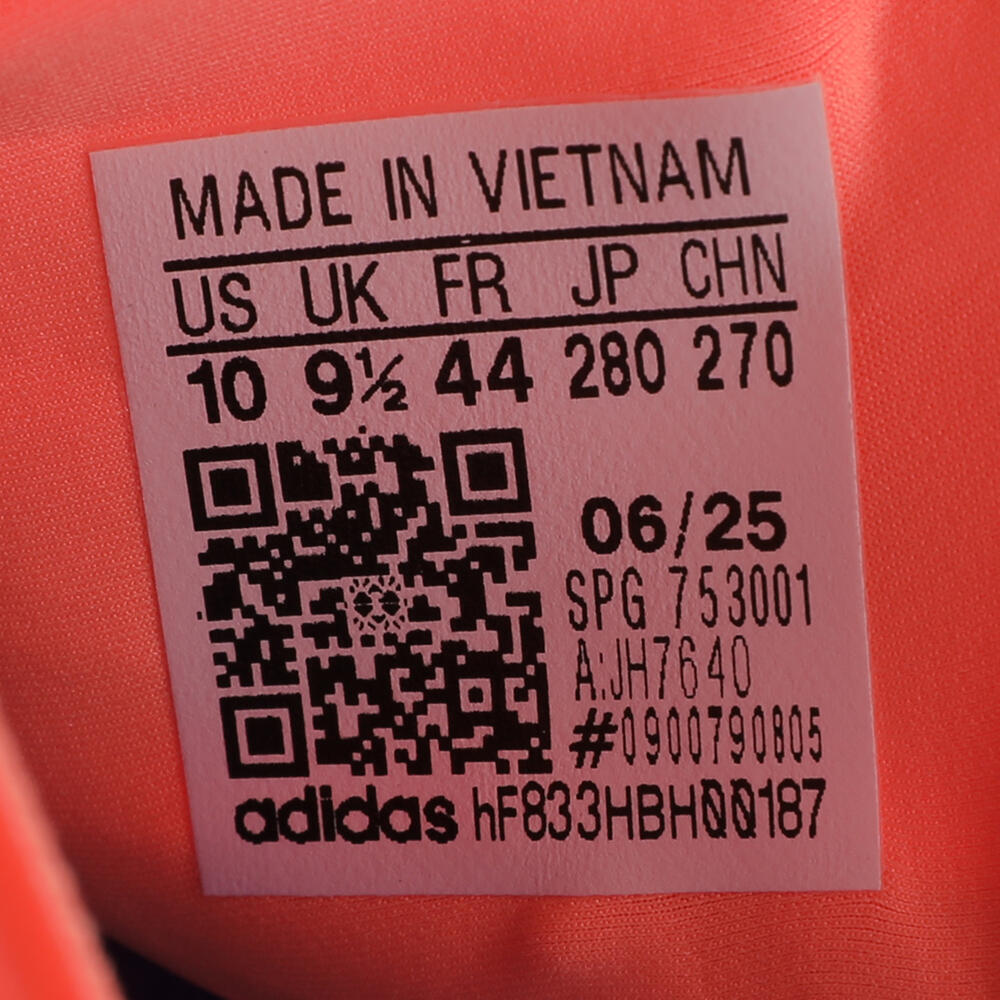 MADE IN VIETNAM
US UK FR JP CHN
10 9½ 44 280 270
06/25
SPG 753001
A:JH7640
#0900790805
adidas hF833HBH00187